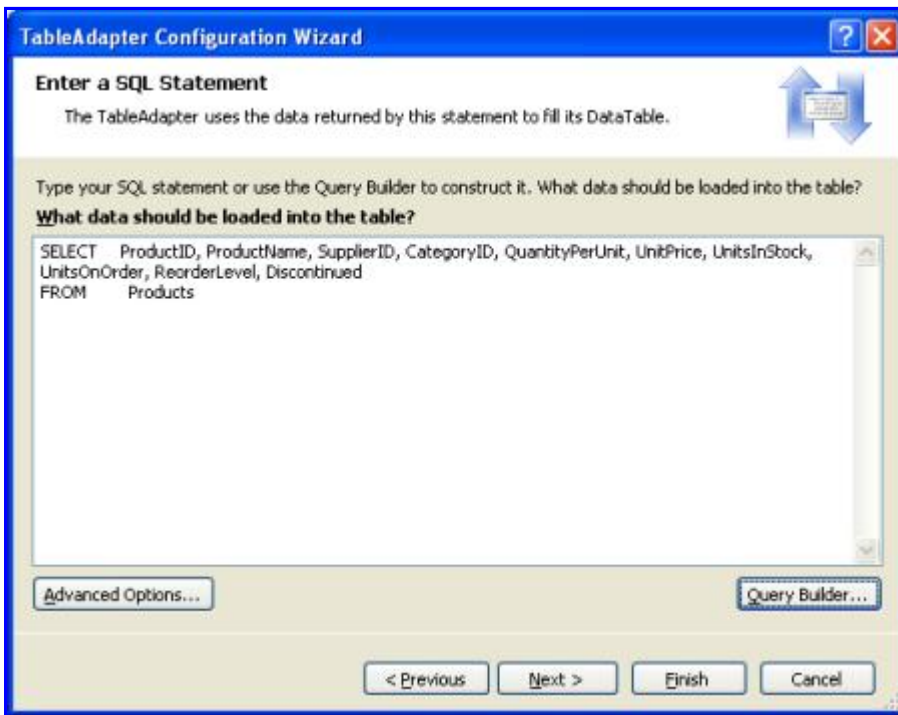 TableAdapter Configuration Wizard
Enter a SQL Statement
The TableAdapter uses the data returned by this statement to fill its DataTable.
Type your SQL statement or use the Query Builder to construct it. What data should be loaded into the table?
What data should be loaded into the table?
SELECT ProductID, ProductName, SupplierID, CategoryID, QuantityPerUnit, UnitPrice, UnitsInStock,
UnitsOnOrder, ReorderLevel, Discontinued
FROM Products
Advanced Options...
Query Builder...
< Previous
Next >
Finish
Cancel